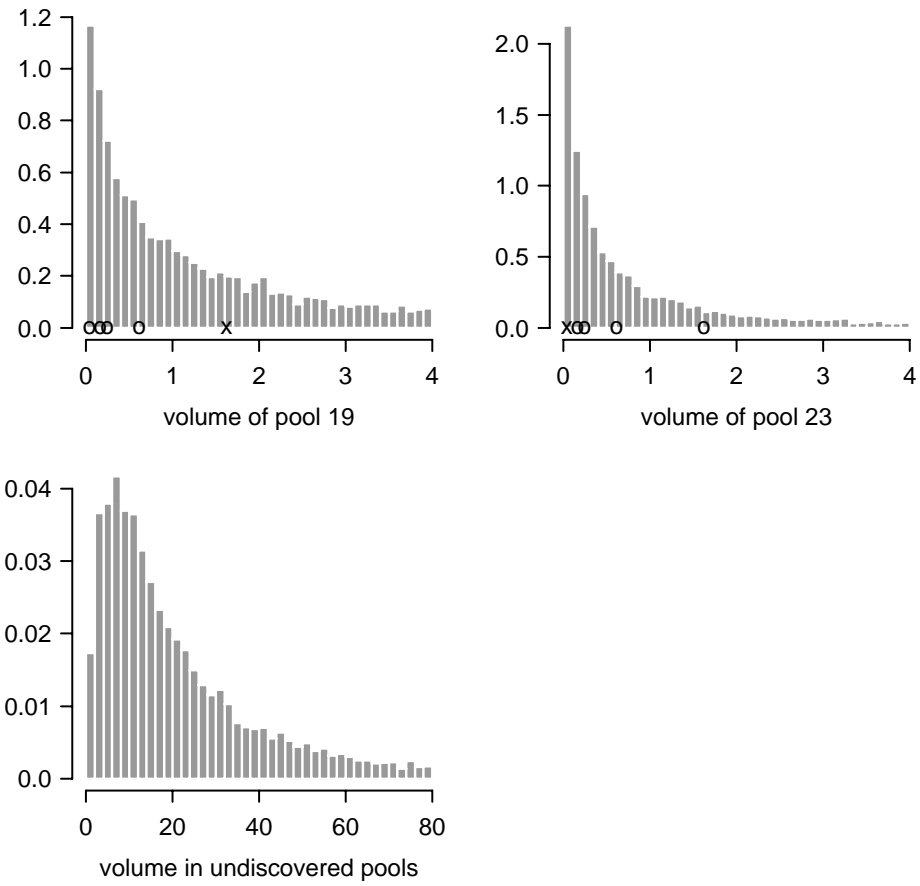 1.2
1.0
0.8
0.6
0.4
0.2
0.0
o o o o x
0 1 2 3 4
volume of pool 19
2.0
1.5
1.0
0.5
0.0
x o o o o
0 1 2 3 4
volume of pool 23
0.04
0.03
0.02
0.01
0.0
0 20 40 60 80
volume in undiscovered pools